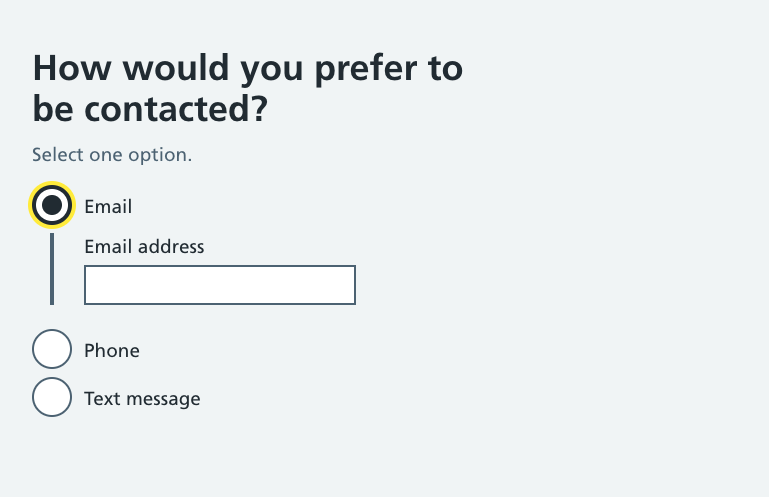 How would you prefer to
be contacted?
Select one option.
Email
Email address
Phone
Text message